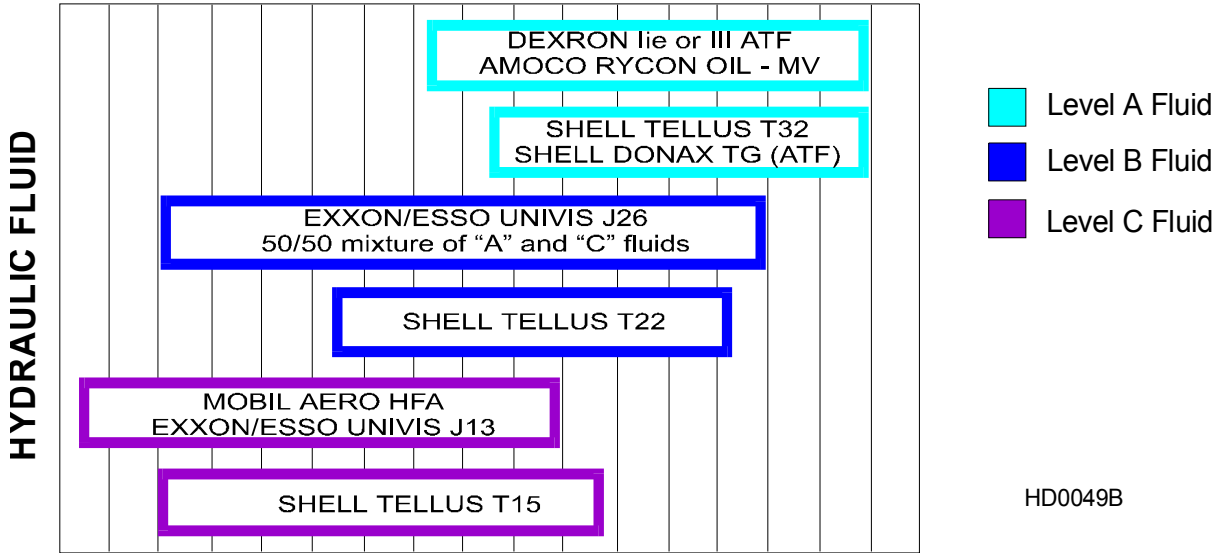 HYDRAULIC FLUID
DEXRON IIe or III ATF
AMOCO RYCON OIL - MV
SHELL TELLUS T32
SHELL DONAX TG (ATF)
EXXON/ESSO UNIVIS J26
50/50 mixture of “A” and “C” fluids
SHELL TELLUS T22
MOBIL AERO HFA
EXXON/ESSO UNIVIS J13
SHELL TELLUS T15
Level A Fluid
Level B Fluid
Level C Fluid
HD0049B